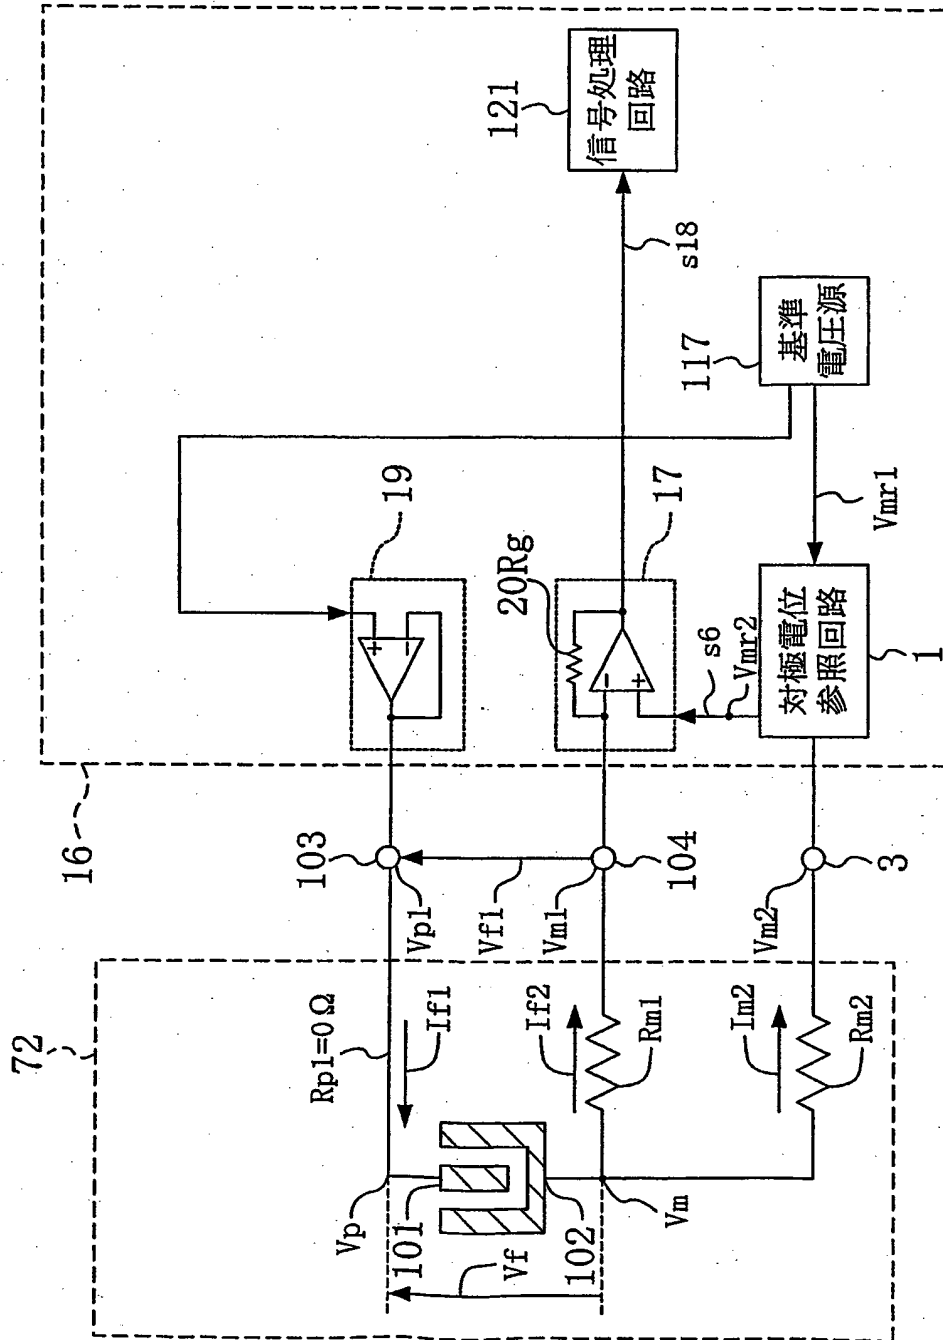 72
Rp1=0Ω
If1
Vp
101
Vf
102
Vm
If2
Rm1
Im2
Rm2
16
103
Vp1
Vf1
Vm1
104
Vm2
3
19
+
−
20Rg
−
+
17
s6
Vmr2
対極電位
参照回路
1
Vmr1
117
基準
電圧源
s18
121
信号処理
回路